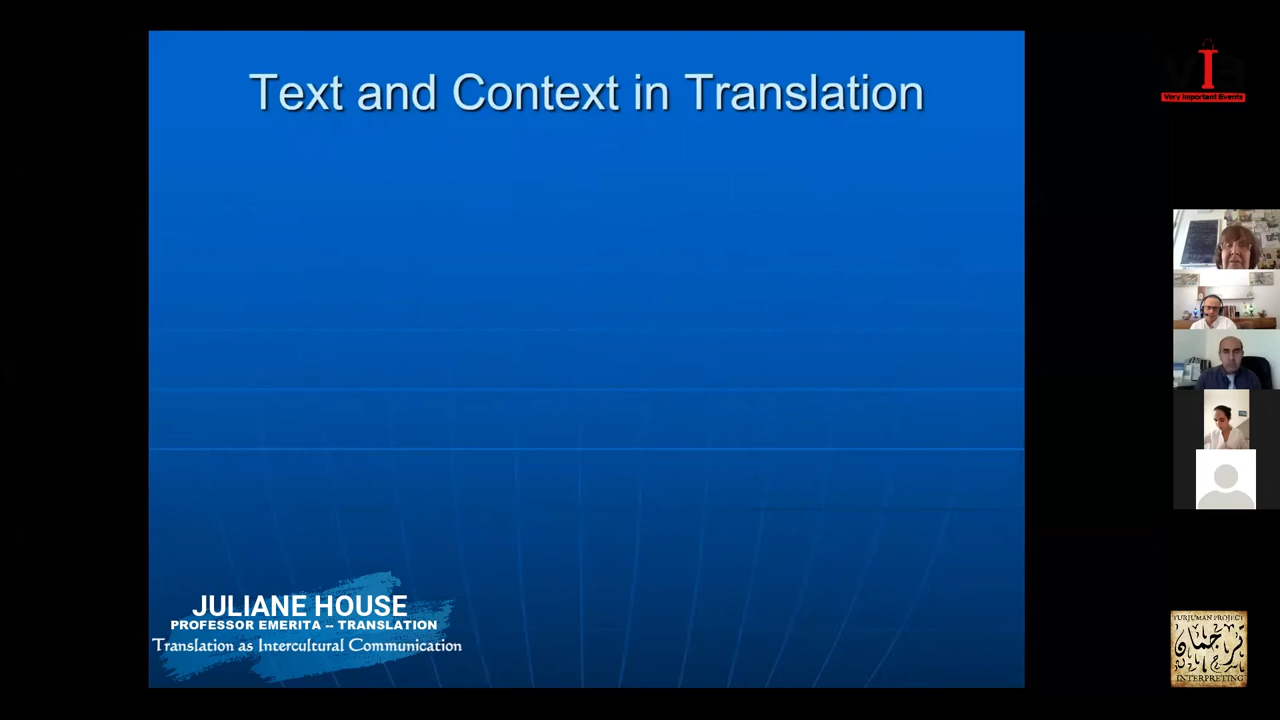 Text and Context in Translation
Very Important Events
JULIANE HOUSE
PROFESSOR EMERITA -- TRANSLATION
Translation as Intercultural Communication
TURJUMAN PROJECT
ترجمان
INTERPRETING